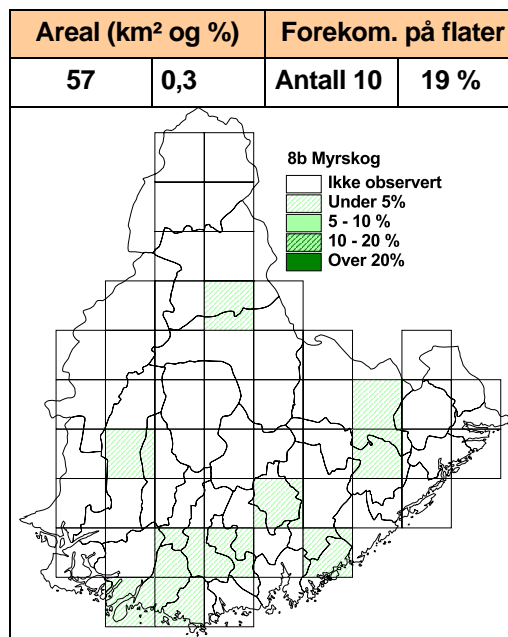 Areal (km² og %) Forekom. på flater
57 0,3 Antall 10 19 %
8b Myrskog
Ikke observert
Under 5%
5 - 10 %
10 - 20 %
Over 20%